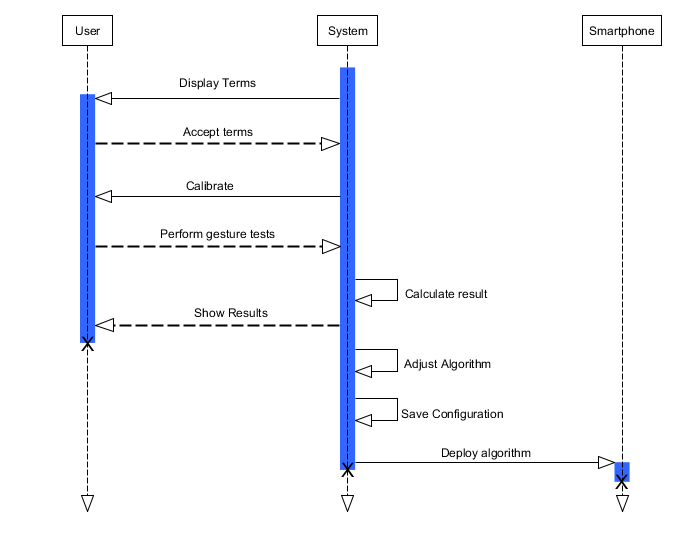 User
System
Smartphone
Display Terms
Accept terms
Calibrate
Perform gesture tests
Calculate result
Show Results
Adjust Algorithm
Save Configuration
Deploy algorithm